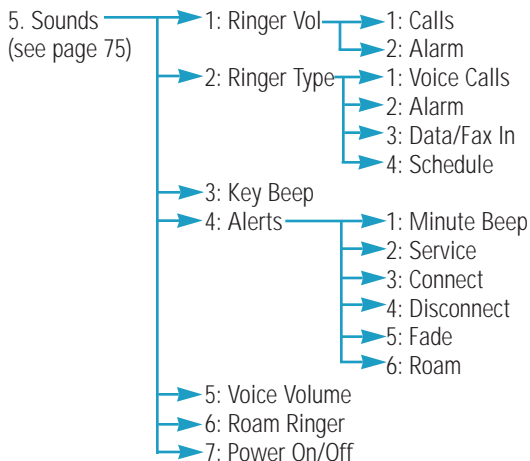 5. Sounds
(see page 75)
1: Ringer Vol
1: Calls
2: Alarm
2: Ringer Type
1: Voice Calls
2: Alarm
3: Data/Fax In
4: Schedule
3: Key Beep
4: Alerts
1: Minute Beep
2: Service
3: Connect
4: Disconnect
5: Fade
6: Roam
5: Voice Volume
6: Roam Ringer
7: Power On/Off